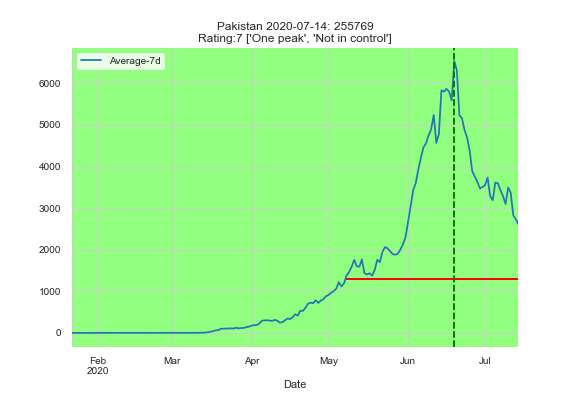 Pakistan 2020-07-14: 255769
Rating:7 ['One peak', 'Not in control']
Average-7d
6000
5000
4000
3000
2000
1000
0
Feb Mar Apr May Jun Jul
2020
Date